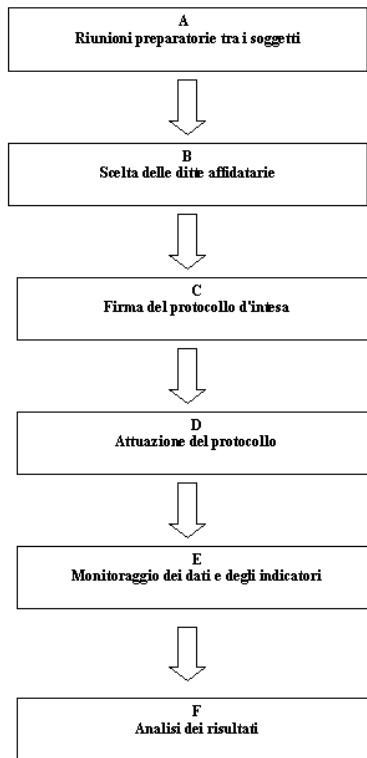 A
Riunioni preparatorie tra i soggetti
B
Scelta delle ditte affidatarie
C
Firma del protocollo d'intesa
D
Attuazione del protocollo
E
Monitoraggio dei dati e degli indicatori
F
Analisi dei risultati